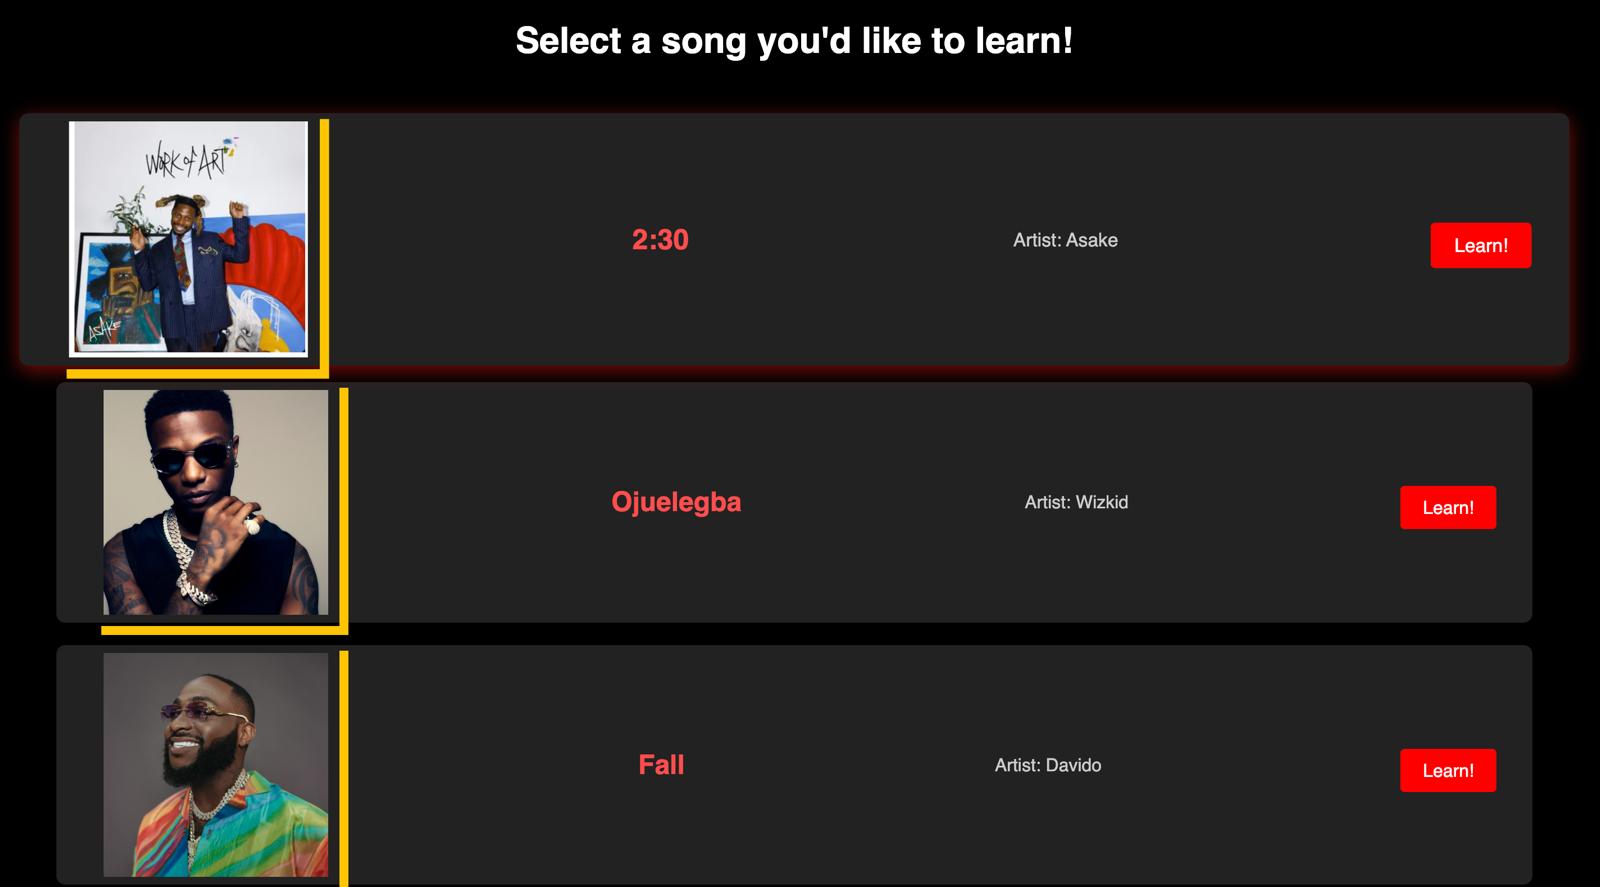 Select a song you'd like to learn!
WORK of ART
ASAKE
2:30
Artist: Asake
Learn!
Ojuelegba
Artist: Wizkid
Learn!
Fall
Artist: Davido
Learn!